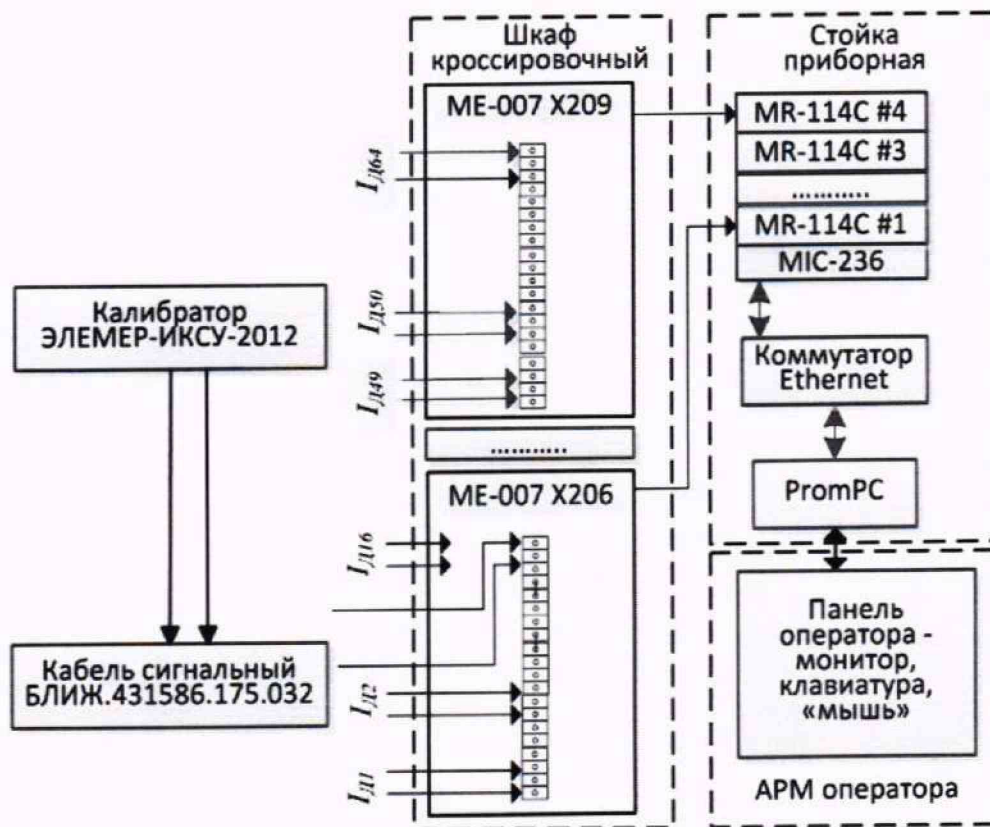 Шкаф
кроссировочный
ME-007 X209
IД64
IД50
IД49
...........
ME-007 X206
IД16
IД2
IД1
Калибратор
ЭЛЕМЕР-ИКСУ-2012
Кабель сигнальный
БЛИЖ.431586.175.032
Стойка
приборная
MR-114C #4
MR-114C #3
...........
MR-114C #1
MIC-236
Коммутатор
Ethernet
PromPC
Панель
оператора -
монитор,
клавиатура,
«мышь»
АРМ оператора